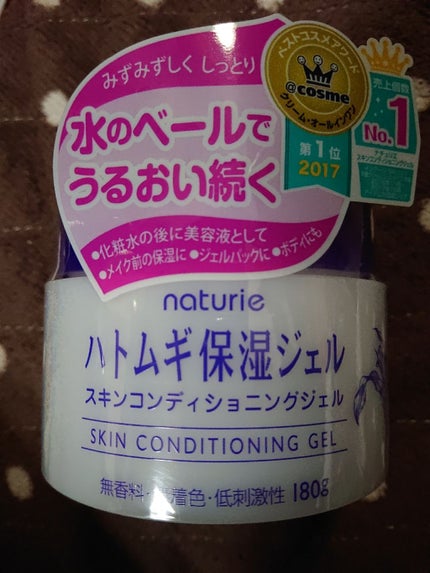 みずみずしく しっとり
水のベールで
うるおい続く
•化粧水の後に美容液として
•メイク前の保湿に •ジェルパックに •ボディにも
ベストコスメアワード
@cosme
クリーム・オールインワン
第1位
2017
売上個数
No.1
naturie
ハトムギ保湿ジェル
スキンコンディショニングジェル
SKIN CONDITIONING GEL
無香料・ 着色・低刺激性 180g